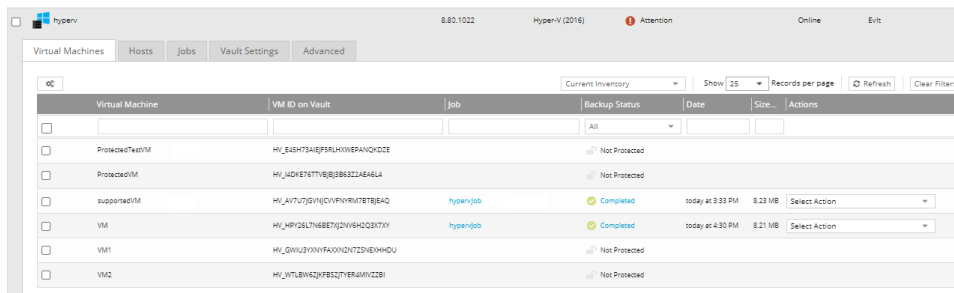 hyperv 8.80.1022 Hyper-V (2016) Attention Online Evlt
Virtual Machines Hosts Jobs Vault Settings Advanced
Current Inventory Show 25 Records per page Refresh Clear Filters
Virtual Machine VM ID on Vault Job Backup Status Date Size... Actions
All
ProtectedTestVM HV_E45H73AIEJF5RLHXWEPANQKDZE Not Protected
ProtectedVM HV_I4DKE76TTVBJBJ3B63Z2AEA6L4 Not Protected
supportedVM HV_AV7U7JGVNJCVVFNYRM7BTBJEAQ hypervjob Completed today at 3:33 PM 8.23 MB Select Action
VM HV_HPY26L7N6BE7XJ2NV6H2Q3X7XY hypervjob Completed today at 4:30 PM 8.21 MB Select Action
VM1 HV_GWIU3YXNYFAXXN2N7ZSNEXHHDU Not Protected
VM2 HV_WTLBW6ZJKFBSZJTYER4MIVZZBI Not Protected